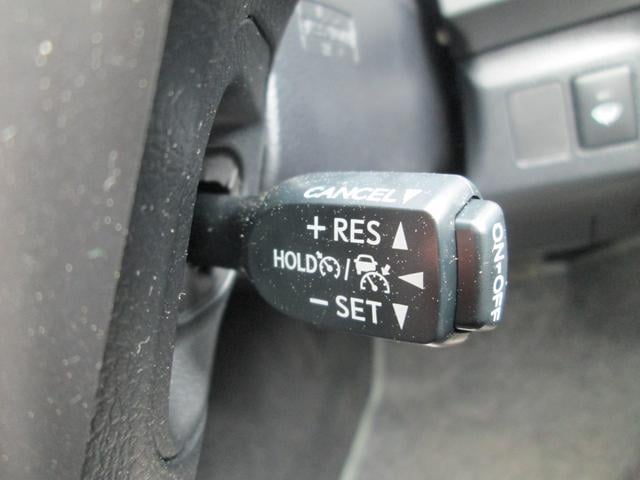 CANCEL
+ RES
HOLD /
- SET
ON-OFF